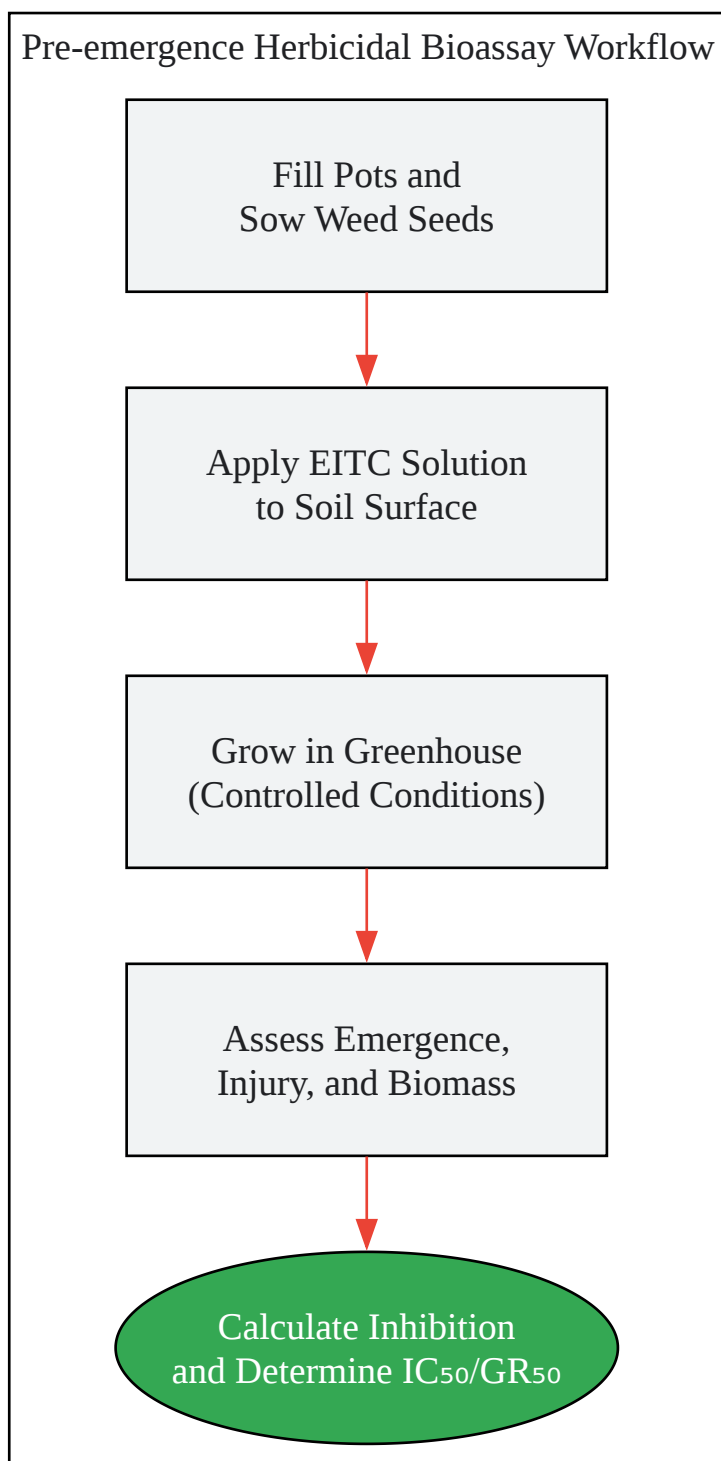 Pre-emergence Herbicidal Bioassay Workflow
Fill Pots and
Sow Weed Seeds
Apply EITC Solution
to Soil Surface
Grow in Greenhouse
(Controlled Conditions)
Assess Emergence,
Injury, and Biomass
Calculate Inhibition
and Determine IC₅₀/GR₅₀